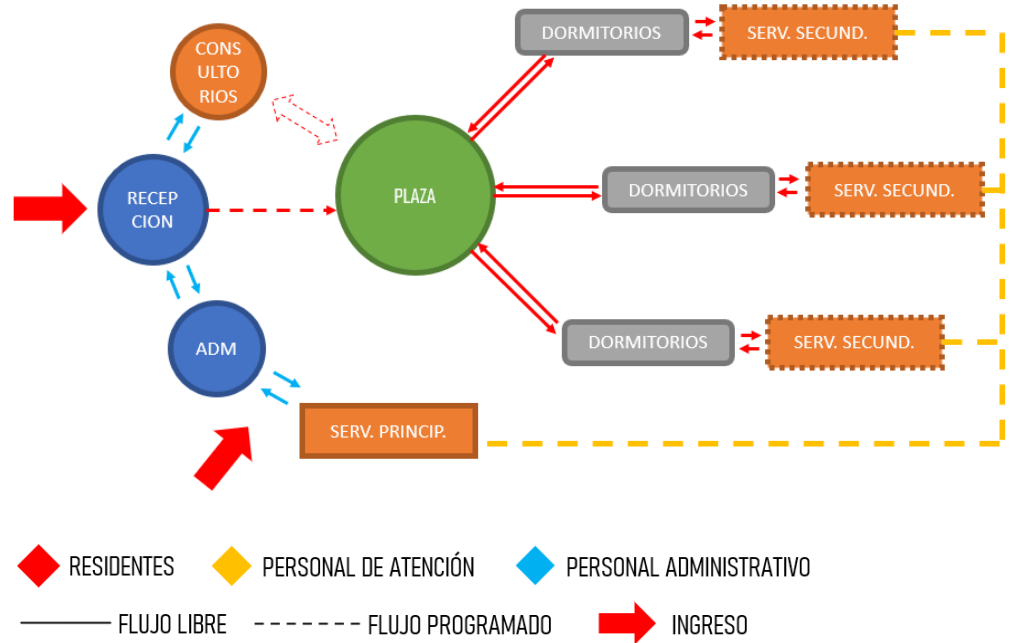 CONS
ULTO
RIOS
DORMITORIOS
SERV. SECUND.
RECEP
CION
PLAZA
DORMITORIOS
SERV. SECUND.
ADM
DORMITORIOS
SERV. SECUND.
SERV. PRINCIP.
RESIDENTES
PERSONAL DE ATENCIÓN
PERSONAL ADMINISTRATIVO
FLUJO LIBRE
FLUJO PROGRAMADO
INGRESO